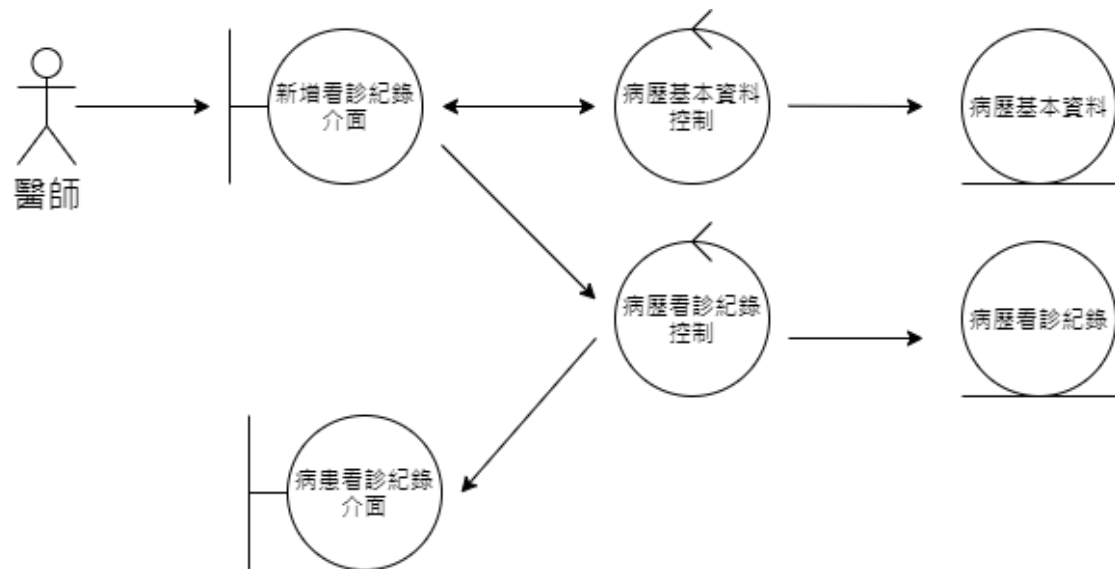 新增看診紀錄
介面
病歷基本資料
控制
病歷基本資料
醫師
病歷看診紀錄
控制
病歷看診紀錄
病患看診紀錄
介面